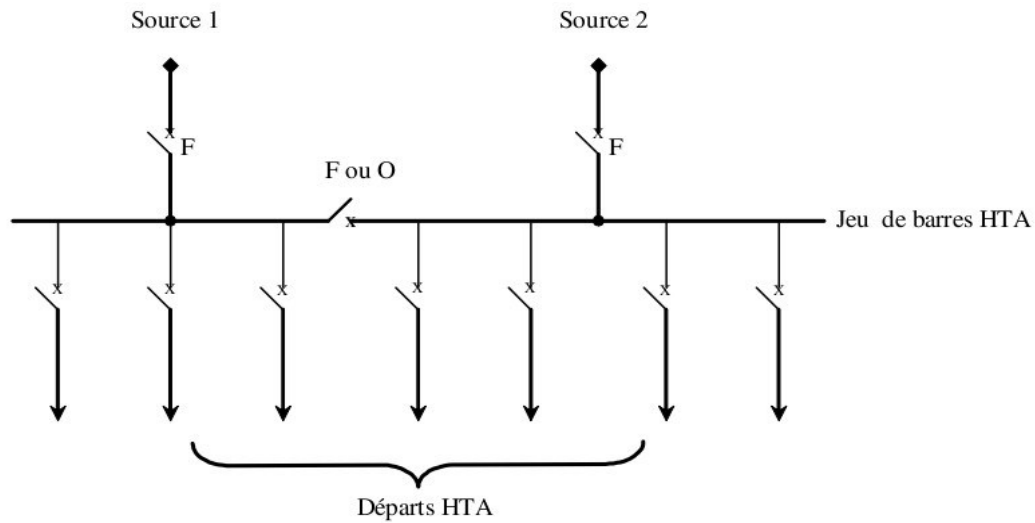 Source 1
Source 2
F
F
F ou O
Jeu de barres HTA
Départs HTA